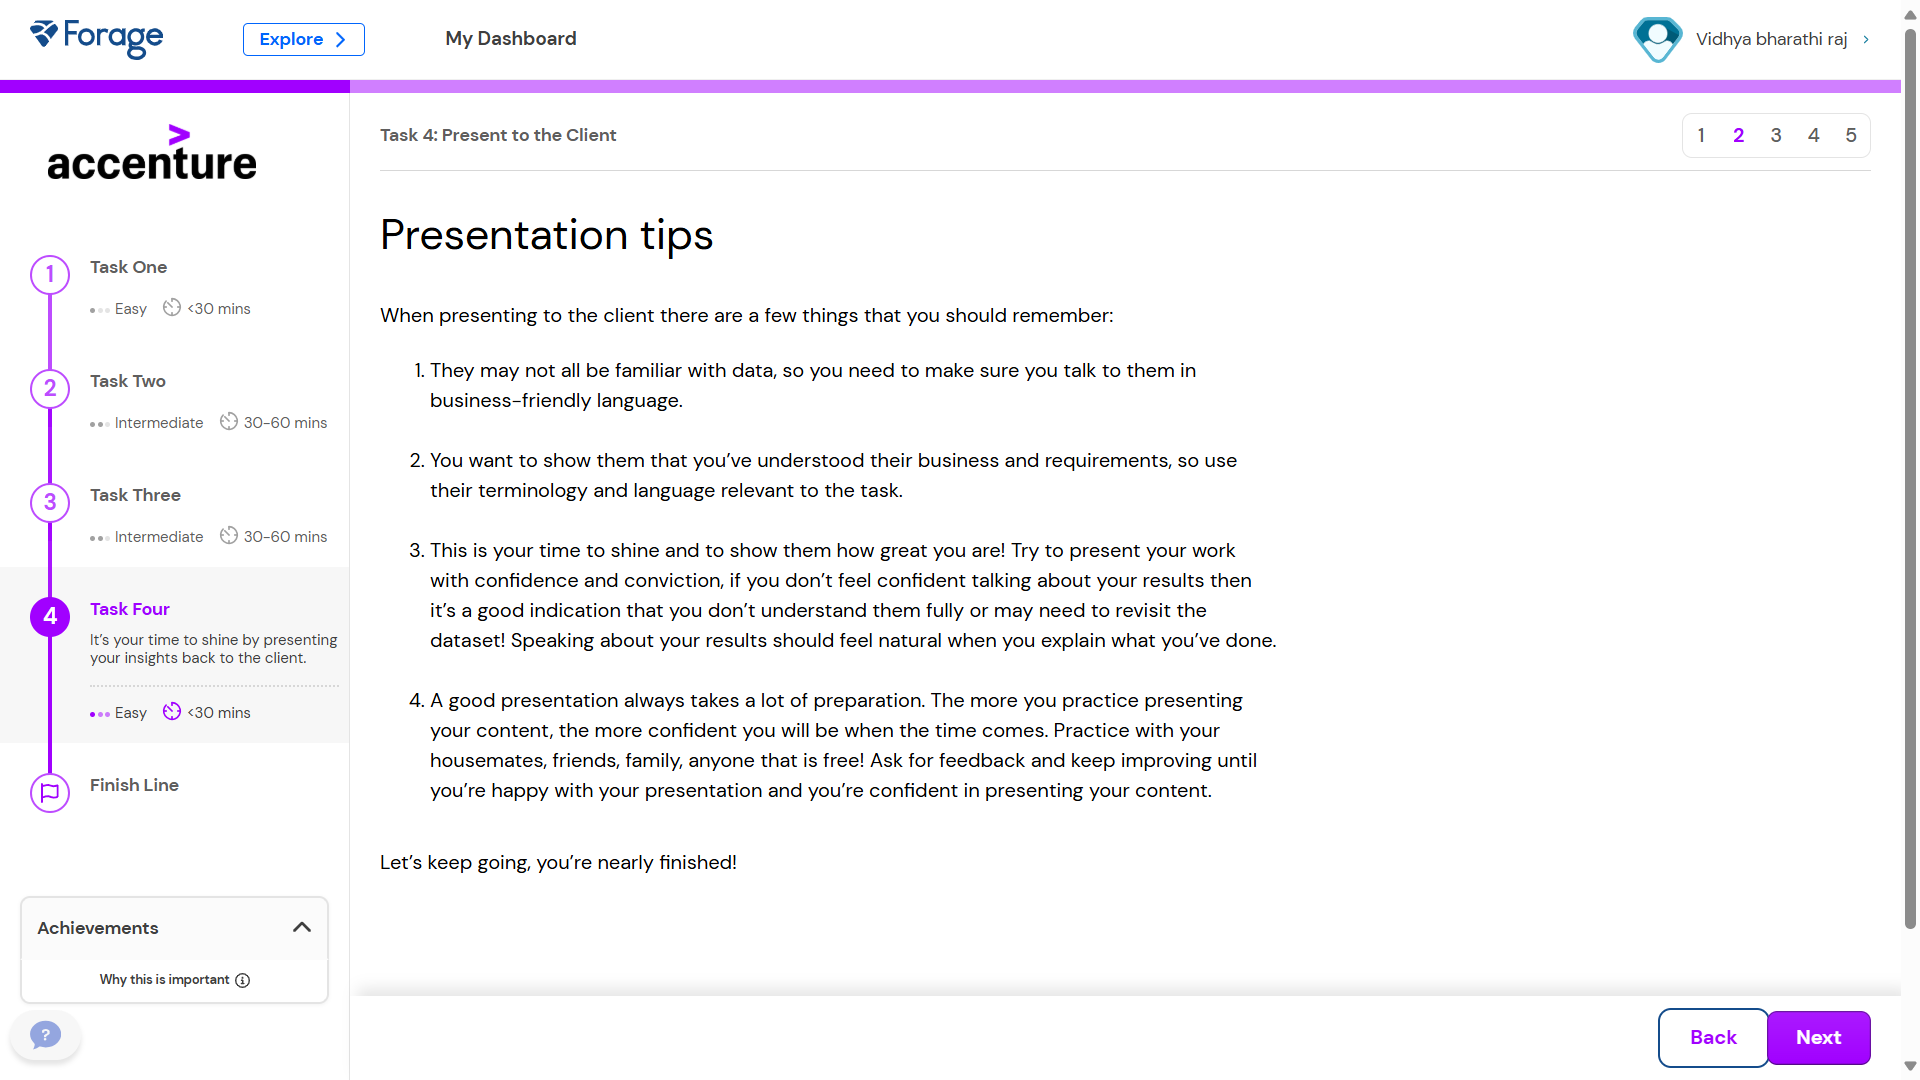 Forage
Explore
My Dashboard
Vidhya bharathi raj
accenture
Task 4: Present to the Client
1 2 3 4 5
1
Task One
Easy <30 mins
2
Task Two
Intermediate 30-60 mins
3
Task Three
Intermediate 30-60 mins
4
Task Four
It's your time to shine by presenting
your insights back to the client.
Easy <30 mins
Finish Line
Achievements
Why this is important
?
Presentation tips
When presenting to the client there are a few things that you should remember:
1. They may not all be familiar with data, so you need to make sure you talk to them in
business-friendly language.
2. You want to show them that you've understood their business and requirements, so use
their terminology and language relevant to the task.
3. This is your time to shine and to show them how great you are! Try to present your work
with confidence and conviction, if you don't feel confident talking about your results then
it's a good indication that you don't understand them fully or may need to revisit the
dataset! Speaking about your results should feel natural when you explain what you've done.
4. A good presentation always takes a lot of preparation. The more you practice presenting
your content, the more confident you will be when the time comes. Practice with your
housemates, friends, family, anyone that is free! Ask for feedback and keep improving until
you're happy with your presentation and you're confident in presenting your content.
Let's keep going, you're nearly finished!
Back
Next